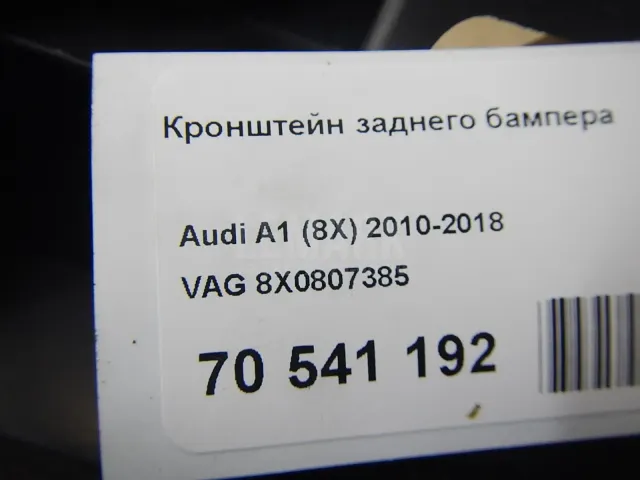 Кронштейн заднего бампера
Audi A1 (8X) 2010-2018
VAG 8X0807385
70 541 192